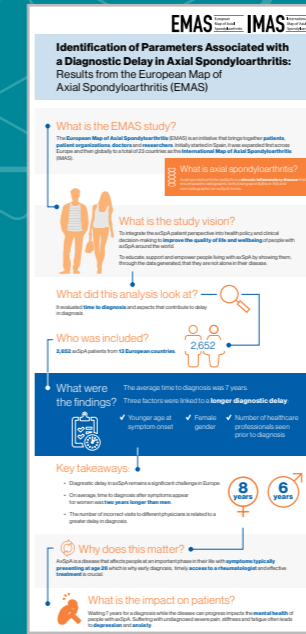 EMAS European Map of Axial Spondyloarthritis IMAS International Map of Axial
Identification of Parameters Associated with
a Diagnostic Delay in Axial Spondyloarthritis:
Results from the European Map of
Axial Spondyloarthritis (EMAS)
What is the EMAS study?
The European Map of Axial Spondyloarthritis (EMAS) is an initiative that brings together patients,
patient organizations, doctors and researchers. Initially started in Spain, it was expanded first across
Europe and then globally to a total of 23 countries as the International Map of Axial Spondyloarthritis
(IMAS).
What is axial spondyloarthritis?
What is the study vision?
To integrate the axSpA patient perspective into health policy and clinical
decision-making to improve the quality of life and wellbeing of people with
axSpA around the world.
To educate, support and empower people living with axSpA by showing them,
through the data generated, that they are not alone in their disease.
What did this analysis look at?
It evaluated time to diagnosis and aspects that contribute to delay
in diagnosis
Who was included?
2,652 axSpA patients from 13 European countries.
2,652
What were
the findings?
The average time to diagnosis was 7 years.
Three factors were linked to a longer diagnostic delay:
Younger age at
symptom onset
Female
gender
Number of healthcare
professionals seen
prior to diagnosis
Key takeaways:
• Diagnostic delay in axSpA remains a significant challenge in Europe.
• On average, time to diagnosis after symptoms appear
for women was two years longer than men.
• The number of incorrect visits to different physicians is related to a
greater delay in diagnosis.
8
years
6
years
Why does this matter?
AxSpA is a disease that affects people at an important phase in their life with symptoms typically
presenting at age 26 which is why early diagnosis, timely access to a rheumatologist and effective
treatment is crucial.
What is the impact on patients?
Waiting 7 years for a diagnosis while the disease can progress impacts the mental health of
people with axSpA. Suffering with undiagnosed severe pain, stiffness and fatigue often leads
to depression and anxiety.